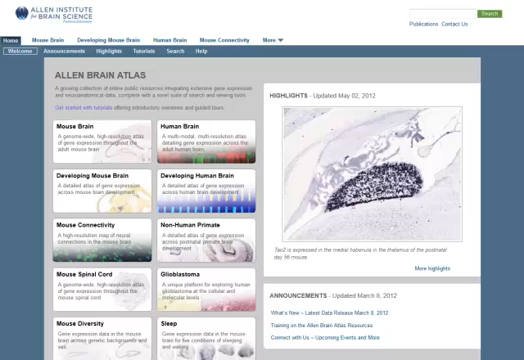 ALLEN INSTITUTE
for BRAIN SCIENCE
Search
Publications Contact Us
Home Mouse Brain Developing Mouse Brain Human Brain Mouse Connectivity More
Welcome Announcements Highlights Tutorials Search Help
ALLEN BRAIN ATLAS
A growing collection of online public resources integrating extensive gene expression
and neuroanatomical data, complete with a novel suite of search and viewing tools.
Get started with tutorials offering introductory overviews and guided tours.
Mouse Brain
A genome-wide, high-resolution atlas
of gene expression throughout the
adult mouse brain
Human Brain
A multi-modal, multi-resolution atlas
detailing gene expression across the
adult human brain
Developing Mouse Brain
A detailed atlas of gene expression
across mouse brain development
Developing Human Brain
A detailed atlas of gene expression
across human brain development
Mouse Connectivity
A high-resolution map of neural
connections in the mouse brain
Non-Human Primate
A detailed atlas of gene expression
across postnatal primate brain
development
Mouse Spinal Cord
A genome-wide, high-resolution atlas
of gene expression throughout the
mouse spinal cord
Glioblastoma
A unique platform for exploring human
glioblastoma at the cellular and
molecular levels
Mouse Diversity
Gene expression data in the mouse
brain across genetic backgrounds and
sex
Sleep
Gene expression data in the mouse
brain for five conditions of sleeping
and waking
HIGHLIGHTS - Updated May 02, 2012
Tac2 is expressed in the medial habenula in the thalamus of the postnatal
day 56 mouse.
More highlights
ANNOUNCEMENTS - Updated March 8, 2012
What's New – Latest Data Release March 8, 2012
Training on the Allen Brain Atlas Resources
Connect with Us – Upcoming Events and More